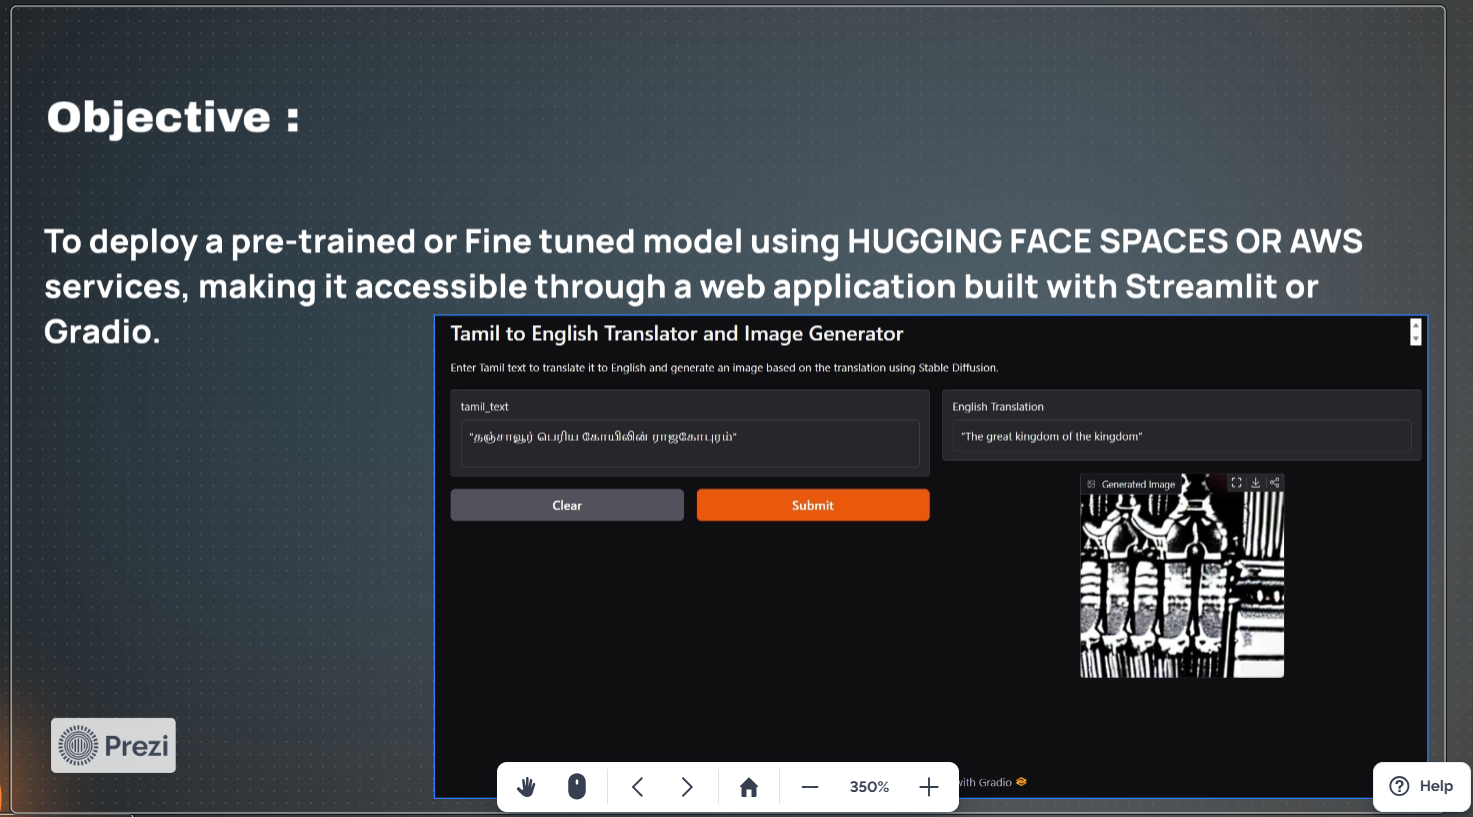 Objective :
To deploy a pre-trained or Fine tuned model using HUGGING FACE SPACES OR AWS
services, making it accessible through a web application built with Streamlit or
Gradio.
Tamil to English Translator and Image Generator
Enter Tamil text to translate it to English and generate an image based on the translation using Stable Diffusion.
tamil_text
"தஞ்சாவூர் பெரிய கோயிலின் ராஜகோபுரம்"
Clear
Submit
English Translation
"The great kingdom of the kingdom"
Generated Image
with Gradio
Prezi
350%
Help